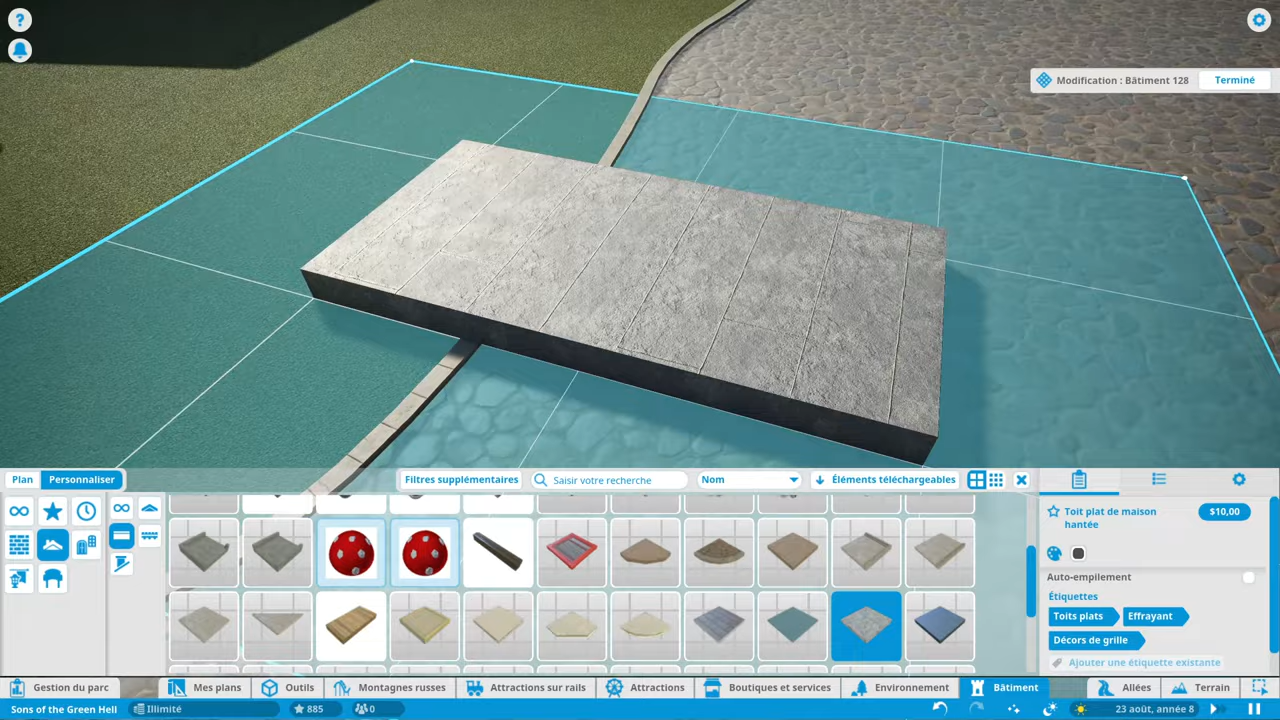 ?
Modification : Bâtiment 128
Terminé
Plan
Personnaliser
Filtres supplémentaires
Saisir votre recherche
Nom
Éléments téléchargeables
Toit plat de maison hantée
$10,00
Auto-empilement
Étiquettes
Toits plats
Effrayant
Décors de grille
Ajouter une étiquette existante
Gestion du parc
Mes plans
Outils
Montagnes russes
Attractions sur rails
Attractions
Boutiques et services
Environnement
Bâtiment
Allées
Terrain
Sons of the Green Hell
Illimité
885
0
23 août, année 8